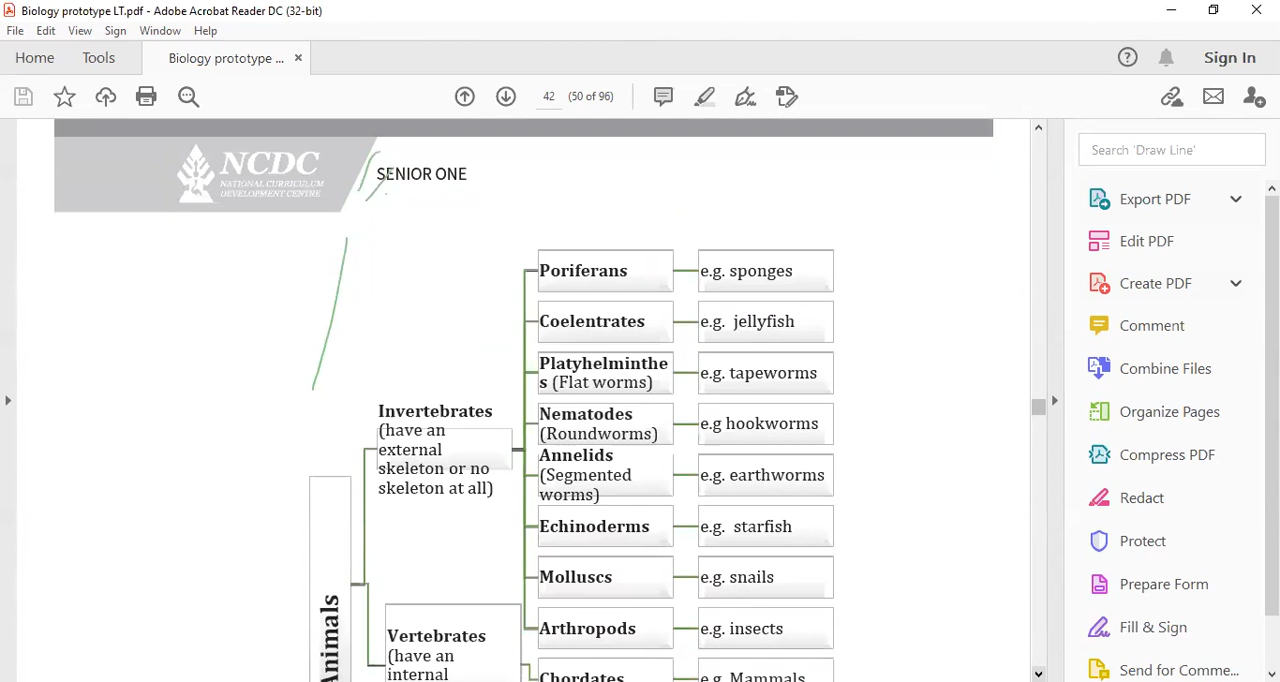 Biology prototype LT.pdf - Adobe Acrobat Reader DC (32-bit)
File Edit View Sign Window Help
Home Tools Biology prototype ... × Sign In
42 (50 of 96)
NCDC
NATIONAL CURRICULUM
DEVELOPMENT CENTRE
SENIOR ONE
Animals
Invertebrates
(have an
external
skeleton or no
skeleton at all)
Poriferans
e.g. sponges
Coelentrates
e.g. jellyfish
Platyhelminthe
s (Flat worms)
e.g. tapeworms
Nematodes
(Roundworms)
e.g hookworms
Annelids
(Segmented
worms)
e.g. earthworms
Echinoderms
e.g. starfish
Molluscs
e.g. snails
Arthropods
e.g. insects
Vertebrates
(have an
internal
Chordates
e.g. Mammals
Search 'Draw Line'
Export PDF
Edit PDF
Create PDF
Comment
Combine Files
Organize Pages
Compress PDF
Redact
Protect
Prepare Form
Fill & Sign
Send for Comme...